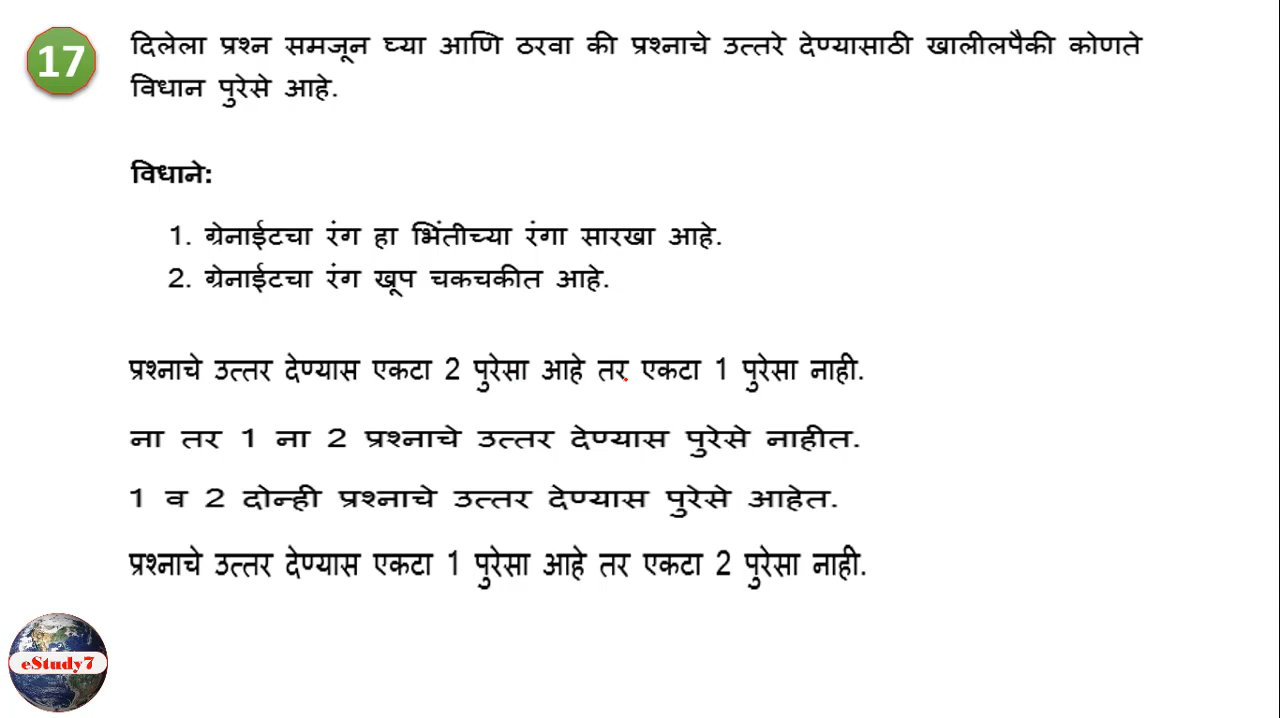 17
दिलेला प्रश्न समजून घ्या आणि ठरवा की प्रश्नाचे उत्तरे देण्यासाठी खालीलपैकी कोणते
विधान पुरेसे आहे.
विधाने:
1. ग्रेनाईटचा रंग हा भिंतीच्या रंगा सारखा आहे.
2. ग्रेनाईटचा रंग खूप चकचकीत आहे.
प्रश्नाचे उत्तर देण्यास एकटा 2 पुरेसा आहे तर एकटा 1 पुरेसा नाही.
ना तर 1 ना 2 प्रश्नाचे उत्तर देण्यास पुरेसे नाहीत.
1 व 2 दोन्ही प्रश्नाचे उत्तर देण्यास पुरेसे आहेत.
प्रश्नाचे उत्तर देण्यास एकटा 1 पुरेसा आहे तर एकटा 2 पुरेसा नाही.
eStudy7